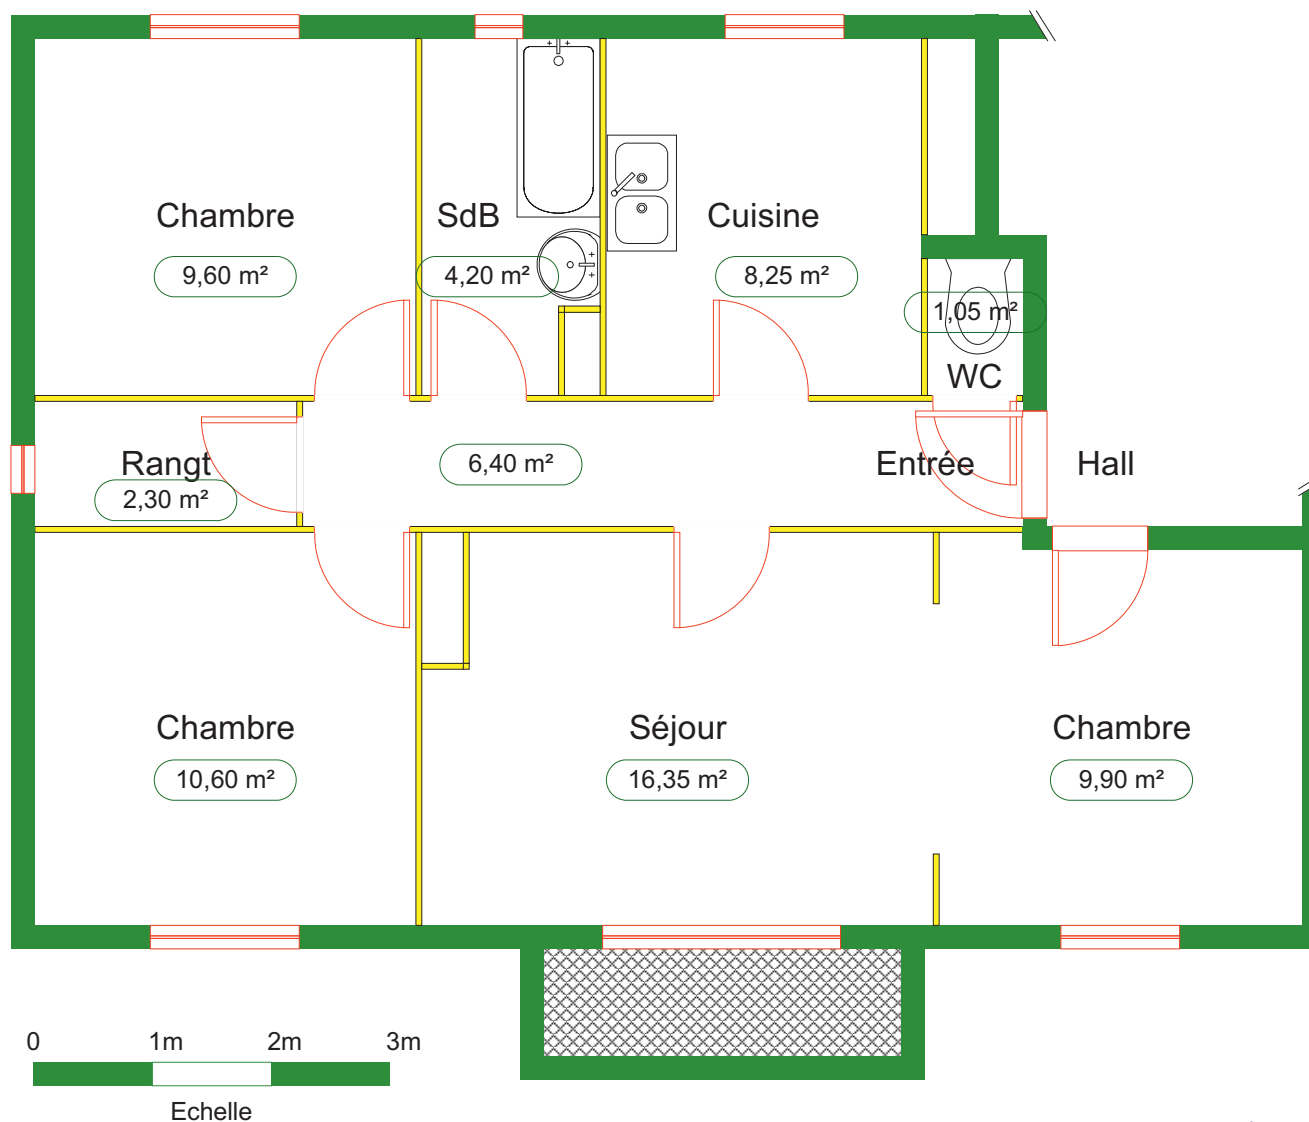 Chambre
9,60 m²
SdB
4,20 m²
Cuisine
8,25 m²
1,05 m²
WC
Rangt
2,30 m²
6,40 m²
Entrée
Hall
Chambre
10,60 m²
Séjour
16,35 m²
Chambre
9,90 m²
0 1m 2m 3m
Echelle